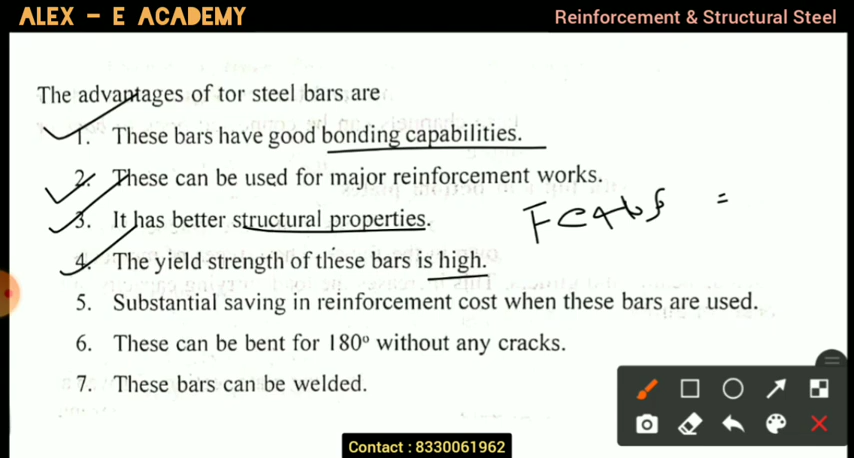 ALEX – E ACADEMY
Reinforcement & Structural Steel
The advantages of tor steel bars are
1. These bars have good bonding capabilities.
2. These can be used for major reinforcement works.
3. It has better structural properties.
4. The yield strength of these bars is high.
5. Substantial saving in reinforcement cost when these bars are used.
6. These can be bent for 180° without any cracks.
7. These bars can be welded.
Contact : 8330061962